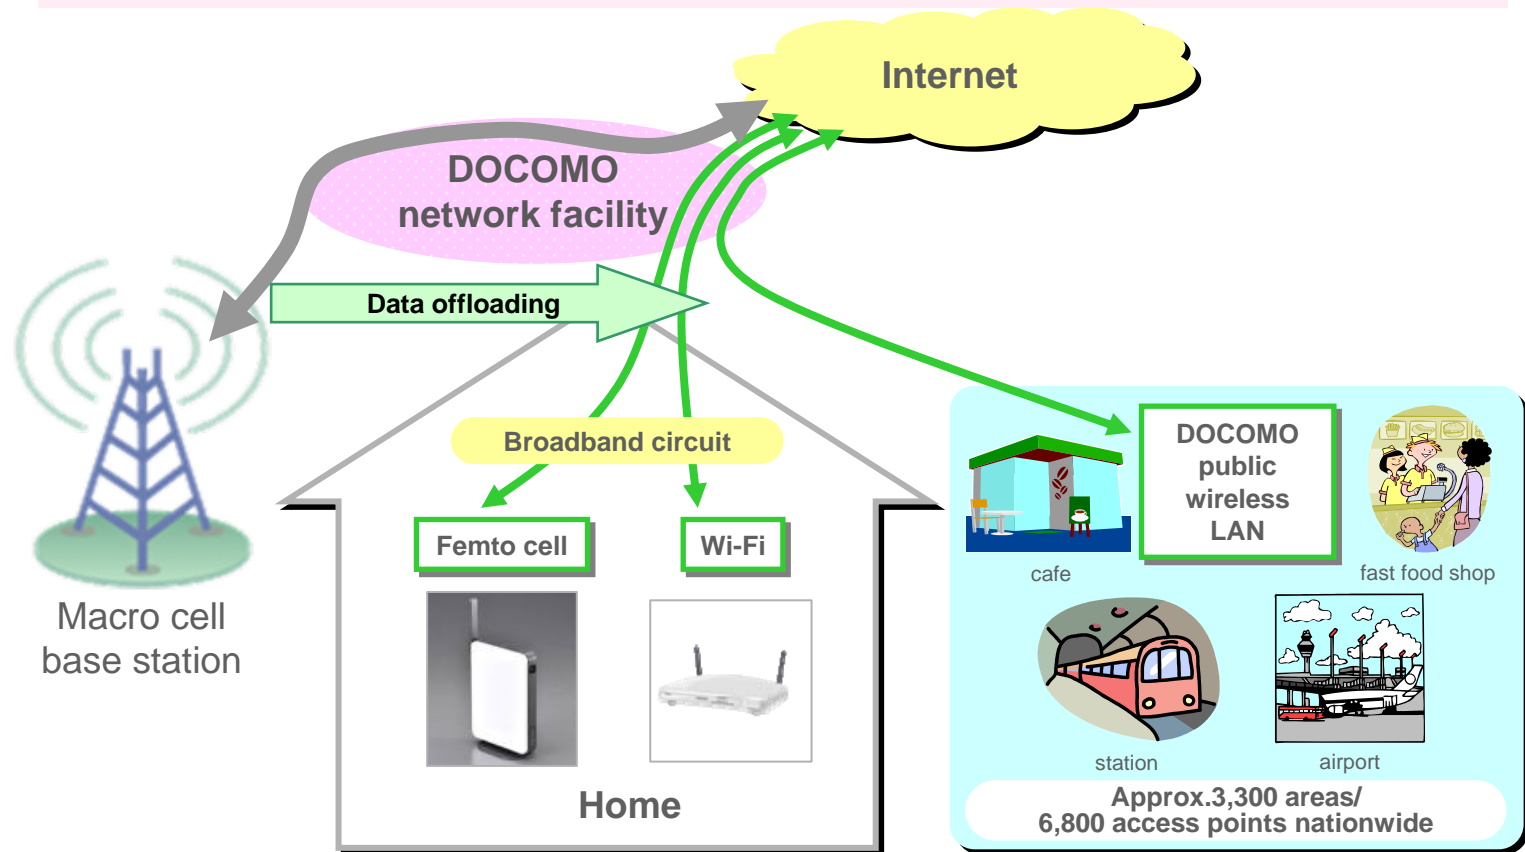 Internet
DOCOMO
network facility
Data offloading
Broadband circuit
Femto cell
Wi-Fi
Macro cell
base station
Home
DOCOMO
public
wireless
LAN
cafe
fast food shop
station
airport
Approx.3,300 areas/
6,800 access points nationwide